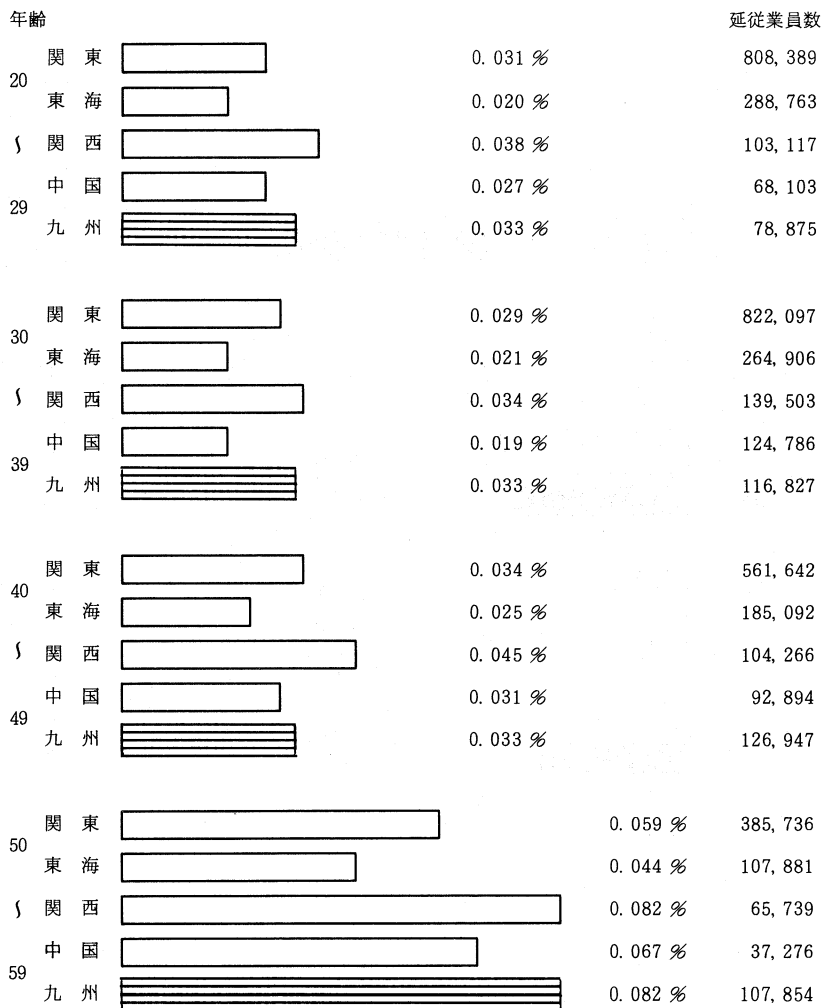 年齢 延従業員数
関東 0.031 % 808,389
20
東海 0.020 % 288,763
〜 関西 0.038 % 103,117
中国 0.027 % 68,103
29
九州 0.033 % 78,875
関東 0.029 % 822,097
30
東海 0.021 % 264,906
〜 関西 0.034 % 139,503
中国 0.019 % 124,786
39
九州 0.033 % 116,827
関東 0.034 % 561,642
40
東海 0.025 % 185,092
〜 関西 0.045 % 104,266
中国 0.031 % 92,894
49
九州 0.033 % 126,947
関東 0.059 % 385,736
50
東海 0.044 % 107,881
〜 関西 0.082 % 65,739
中国 0.067 % 37,276
59
九州 0.082 % 107,854